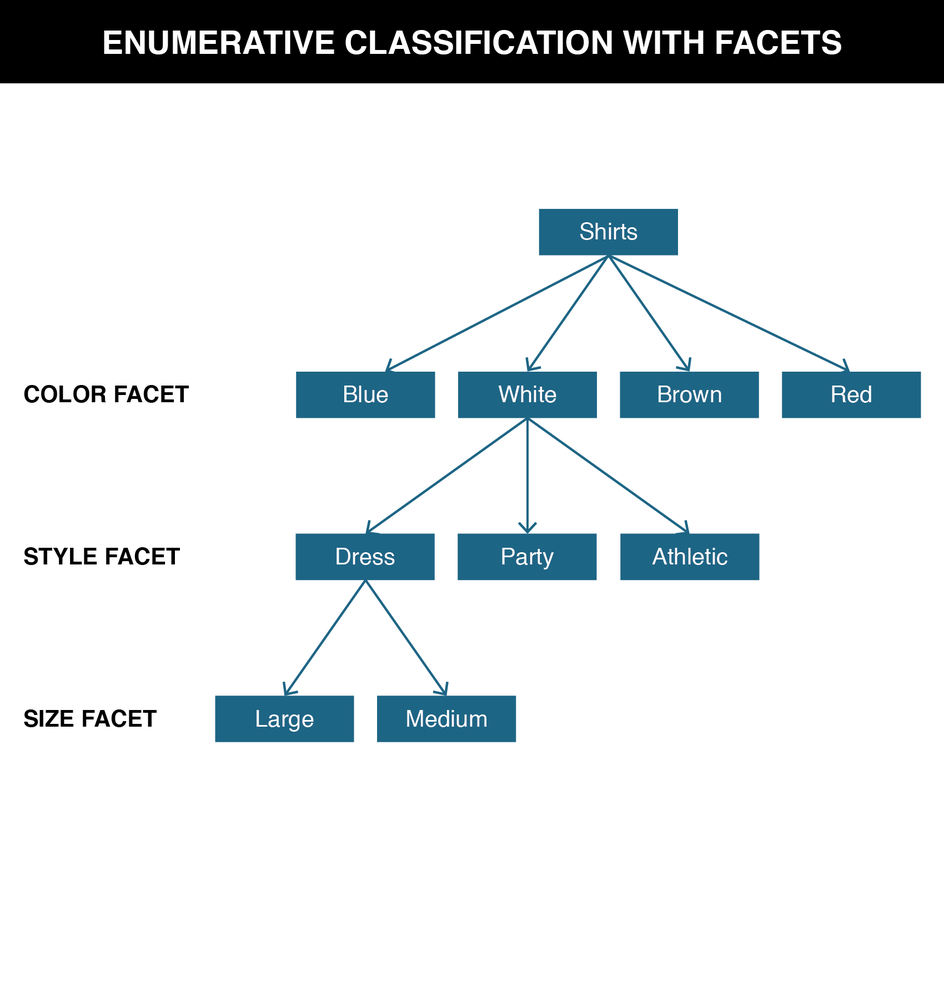 ENUMERATIVE CLASSIFICATION WITH FACETS
Shirts
COLOR FACET
Blue
White
Brown
Red
STYLE FACET
Dress
Party
Athletic
SIZE FACET
Large
Medium